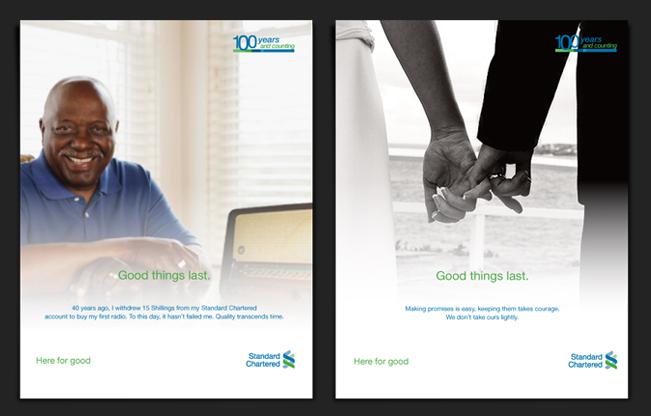 100 years
and counting
Good things last.
40 years ago, I withdrew 15 Shillings from my Standard Chartered
account to buy my first radio. To this day, it hasn't failed me. Quality transcends time.
Here for good
Standard
Chartered
100 years
and counting
Good things last.
Making promises is easy, keeping them takes courage.
We don't take ours lightly.
Here for good
Standard
Chartered